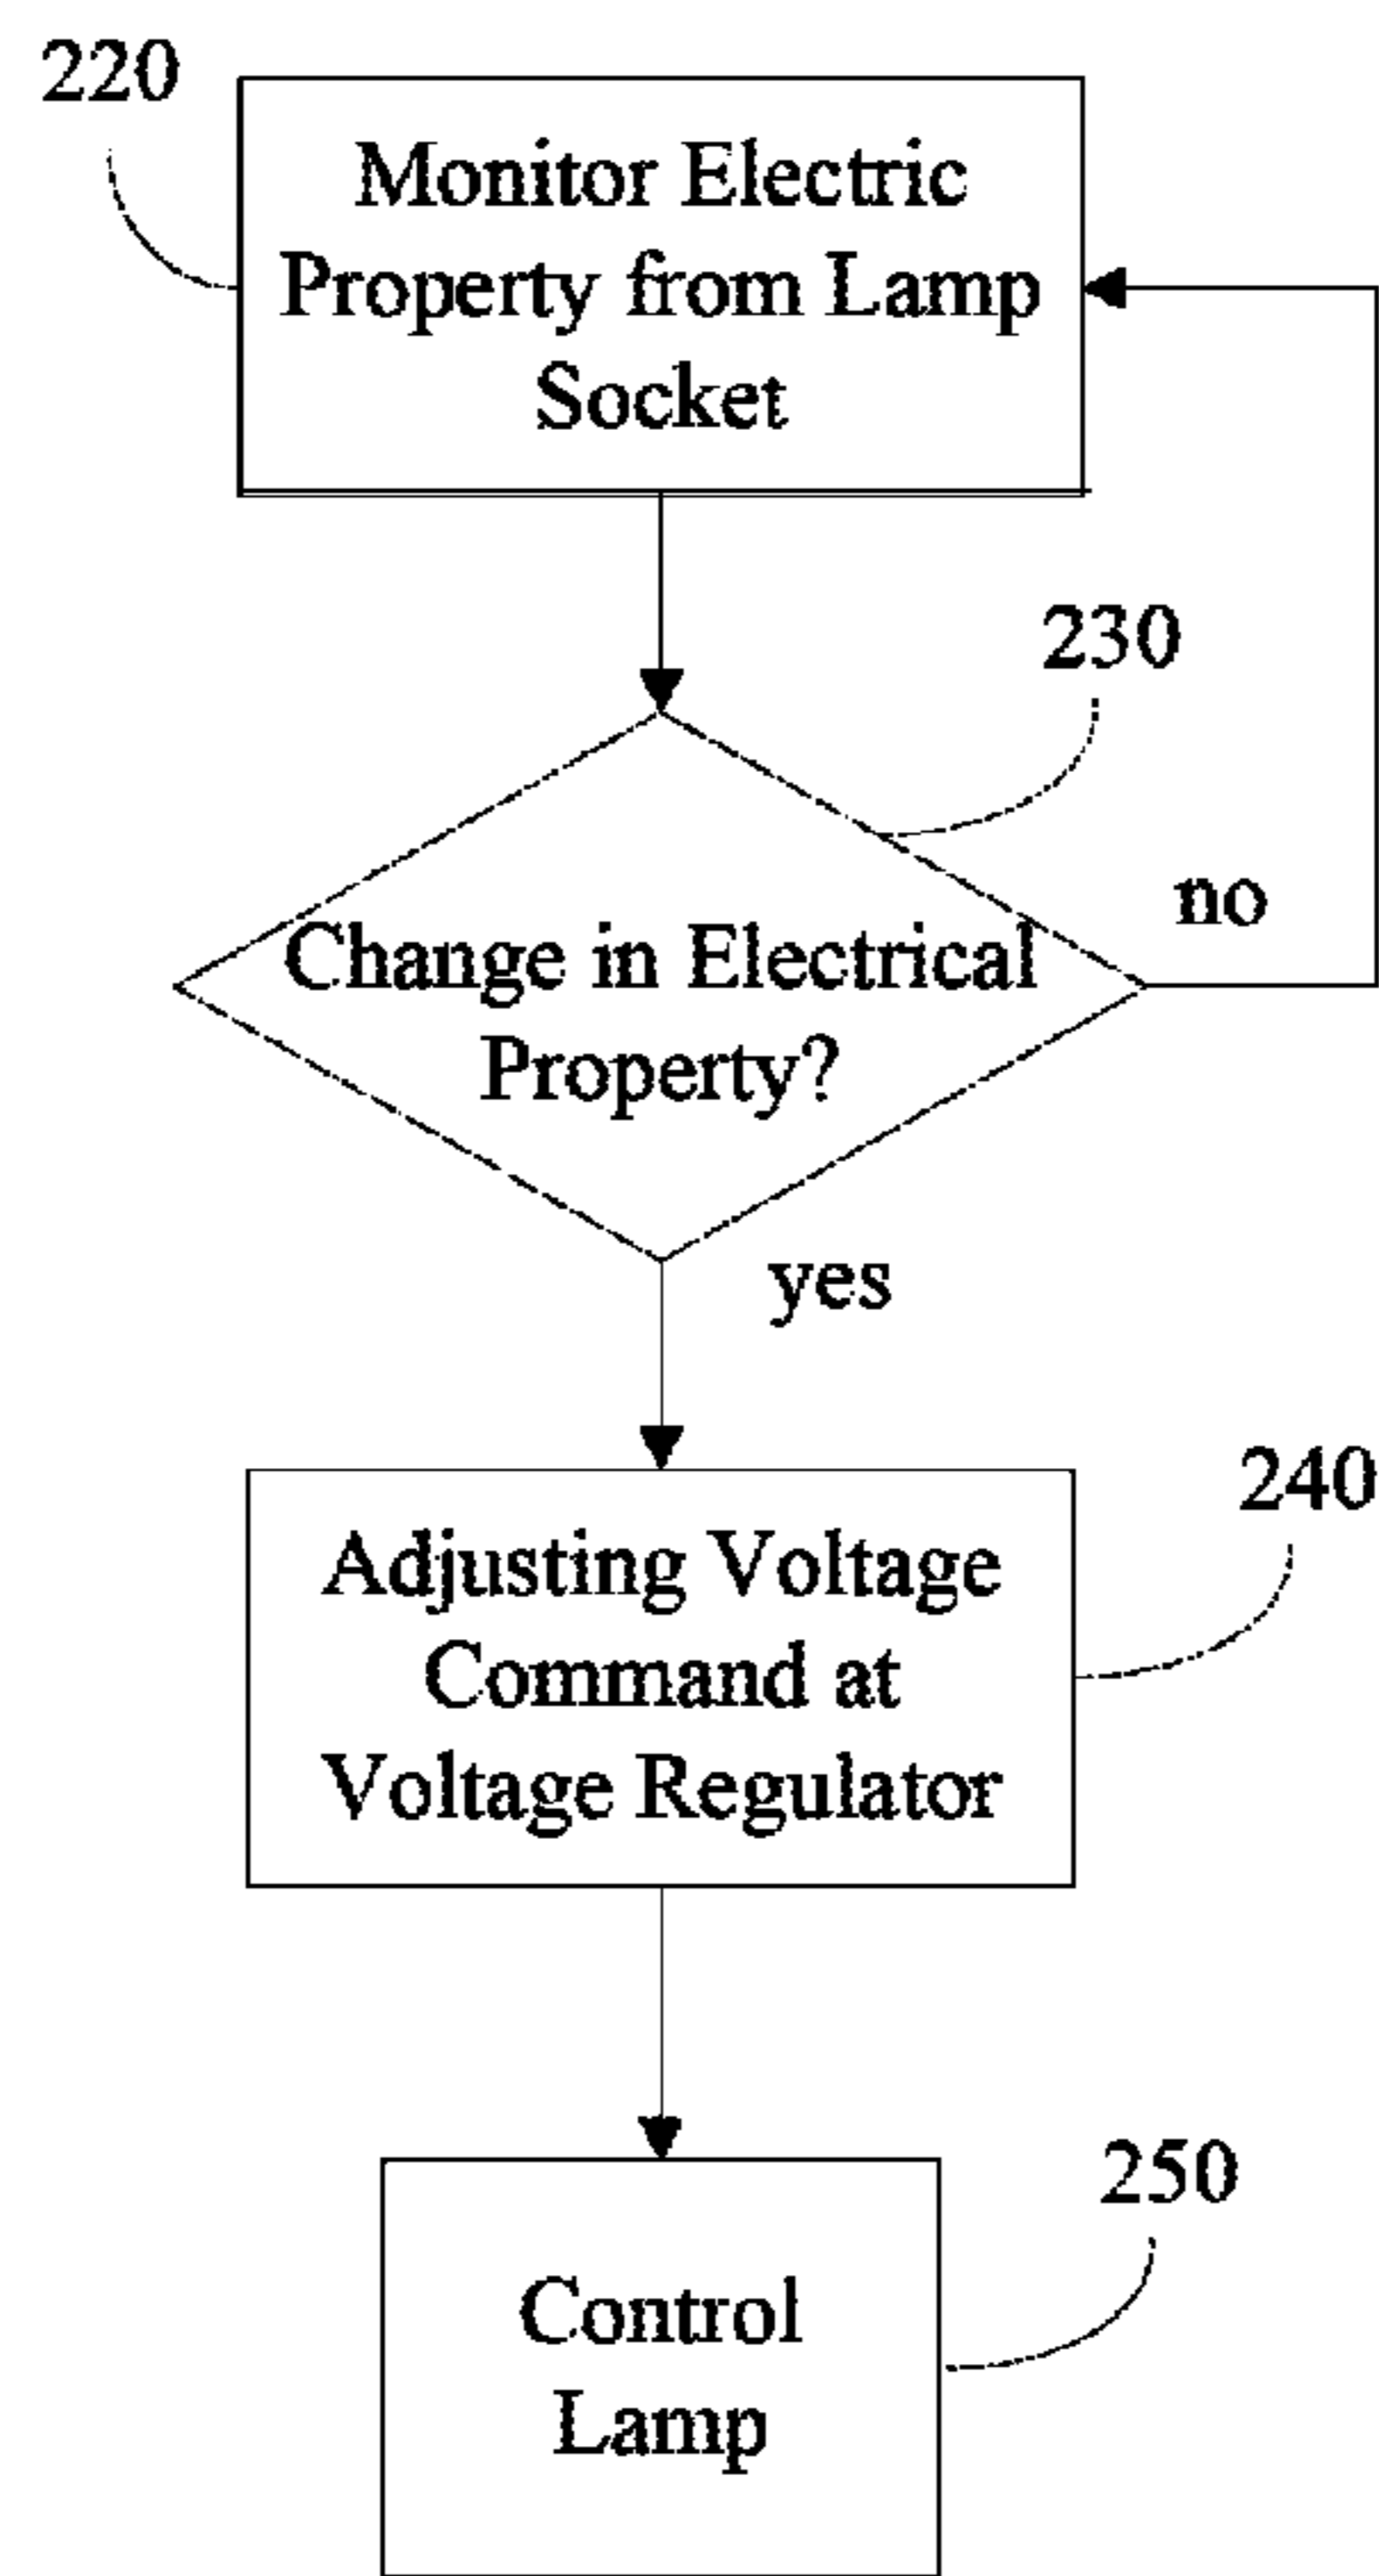 220
Monitor Electric
Property from Lamp
Socket
230
no
Change in Electrical
Property?
yes
240
Adjusting Voltage
Command at
Voltage Regulator
250
Control
Lamp